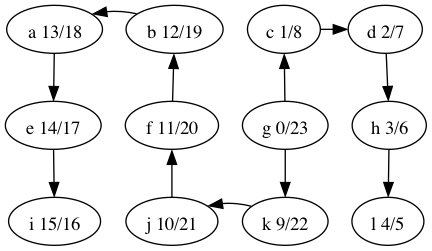 a 13/18
b 12/19
c 1/8
d 2/7
e 14/17
f 11/20
g 0/23
h 3/6
i 15/16
j 10/21
k 9/22
l 4/5